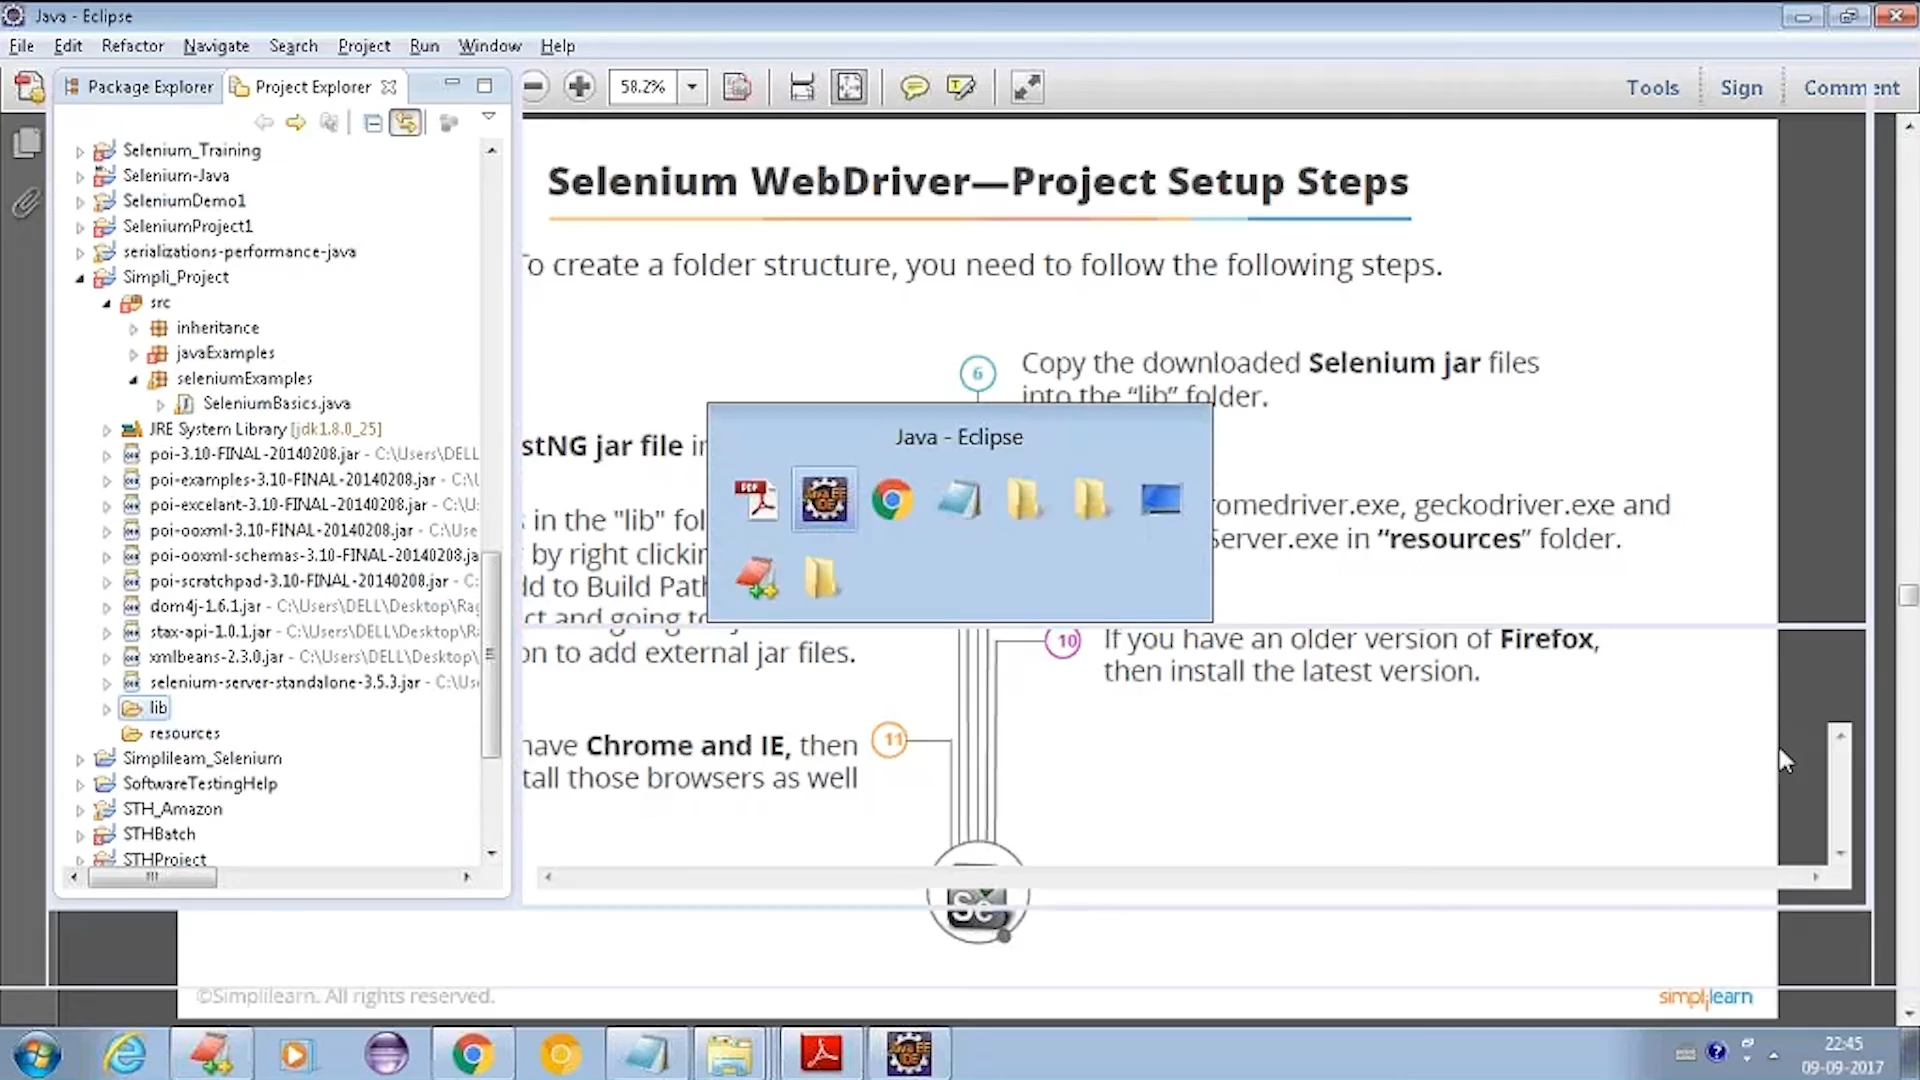 Java - Eclipse
File Edit Refactor Navigate Search Project Run Window Help
Package Explorer Project Explorer
58.2%
Tools Sign Comment
Selenium_Training
Selenium-Java
SeleniumDemo1
SeleniumProject1
serializations-performance-java
Simpli_Project
src
inheritance
javaExamples
seleniumExamples
SeleniumBasics.java
JRE System Library [jdk1.8.0_25]
poi-3.10-FINAL-20140208.jar - C:\Users\DELL
poi-examples-3.10-FINAL-20140208.jar - C:\U
poi-excelant-3.10-FINAL-20140208.jar - C:\Us
poi-ooxml-3.10-FINAL-20140208.jar - C:\Use
poi-ooxml-schemas-3.10-FINAL-20140208.ja
poi-scratchpad-3.10-FINAL-20140208.jar - C:
dom4j-1.6.1.jar - C:\Users\DELL\Desktop\Rag
stax-api-1.0.1.jar - C:\Users\DELL\Desktop\Ra
xmlbeans-2.3.0.jar - C:\Users\DELL\Desktop\
selenium-server-standalone-3.5.3.jar - C:\Us
lib
resources
Simplilearn_Selenium
SoftwareTestingHelp
STH_Amazon
STHBatch
STHProject
Selenium WebDriver—Project Setup Steps
To create a folder structure, you need to follow the following steps.
6
Copy the downloaded Selenium jar files
into the “lib” folder.
stNG jar file in
Java - Eclipse
s in the "lib" fol
by right clickin
dd to Build Path
ct and going to
on to add external jar files.
omedriver.exe, geckodriver.exe and
Server.exe in “resources” folder.
10
If you have an older version of Firefox,
then install the latest version.
have Chrome and IE, then
tall those browsers as well
11
Se
©Simplilearn. All rights reserved.
simplilearn
22:45
09-09-2017